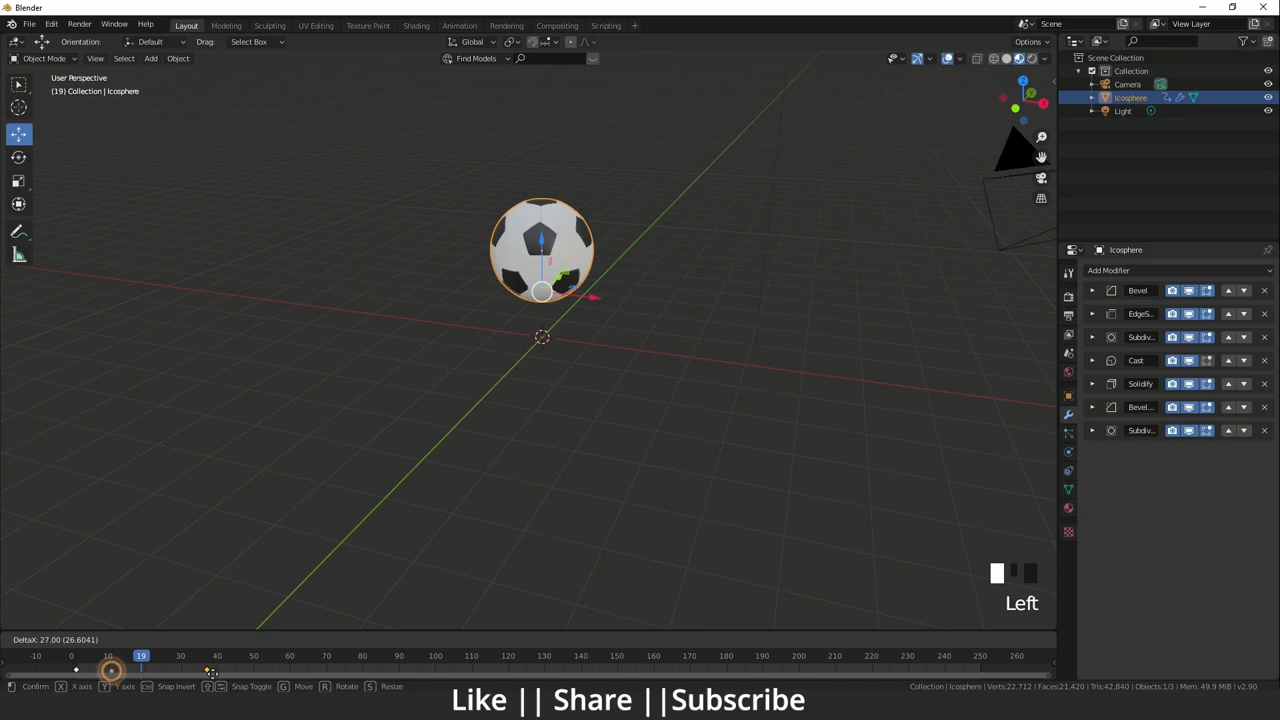 Blender
File Edit Render Window Help Layout Modeling Sculpting UV Editing Texture Paint Shading Animation Rendering Compositing Scripting + Scene View Layer
Orientation: Default Drag: Select Box Global Options
Object Mode View Select Add Object Find Models
User Perspective
(19) Collection | Icosphere
Scene Collection
Collection
Camera
Icosphere
Light
Icosphere
Add Modifier
Bevel
EdgeS...
Subdiv...
Cast
Solidify
Bevel...
Subdiv...
Z
X
Left
DeltaX: 27.00 (26.6041)
-10 0 10 19 30 40 50 60 70 80 90 100 110 120 130 140 150 160 170 180 190 200 210 220 230 240 250 260
Confirm X X axis Y Y axis Ctrl Snap Invert Snap Toggle G Move R Rotate S Resize Collection | Icosphere | Verts:22,712 | Faces:21,420 | Tris:42,840 | Objects:1/3 | Mem: 49.9 MiB | v2.90
Like || Share ||Subscribe